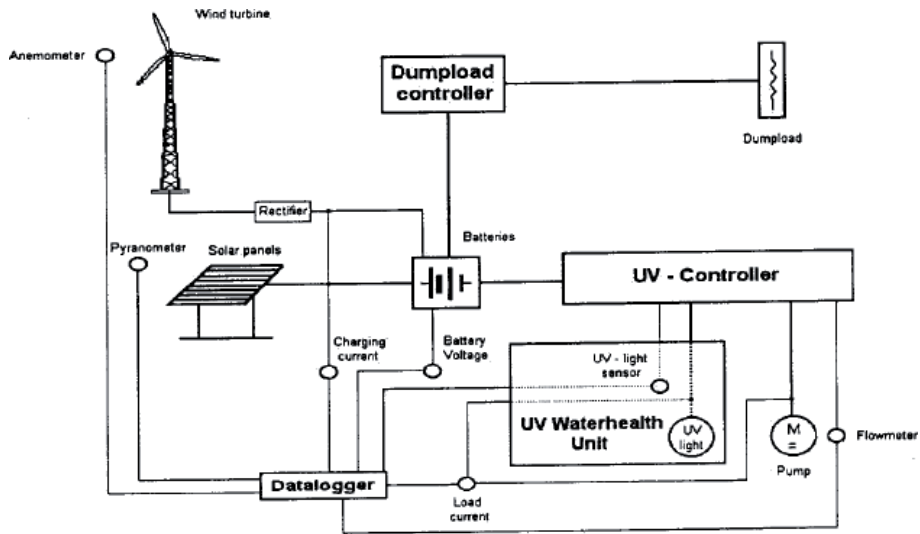 Wind turbine
Anemometer
Dumpload
controller
Dumpload
Rectifier
Batteries
Pyranometer
Solar panels
UV - Controller
Charging
current
Battery
Voltage
UV - light
sensor
UV Waterhealth
Unit
UV
light
M
=
Pump
Flowmeter
Datalogger
Load
current